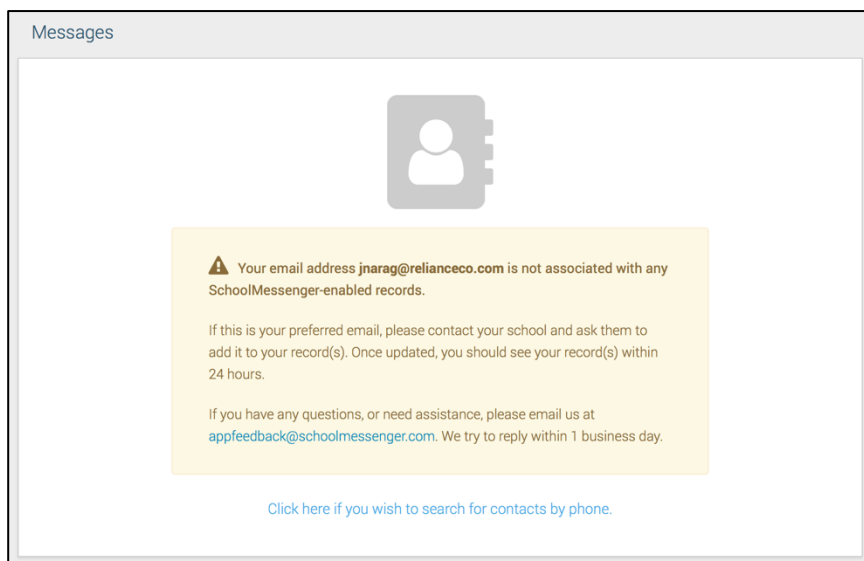 Messages
Your email address jnarag@relianceco.com is not associated with any
SchoolMessenger-enabled records.
If this is your preferred email, please contact your school and ask them to
add it to your record(s). Once updated, you should see your record(s) within
24 hours.
If you have any questions, or need assistance, please email us at
appfeedback@schoolmessenger.com. We try to reply within 1 business day.
Click here if you wish to search for contacts by phone.